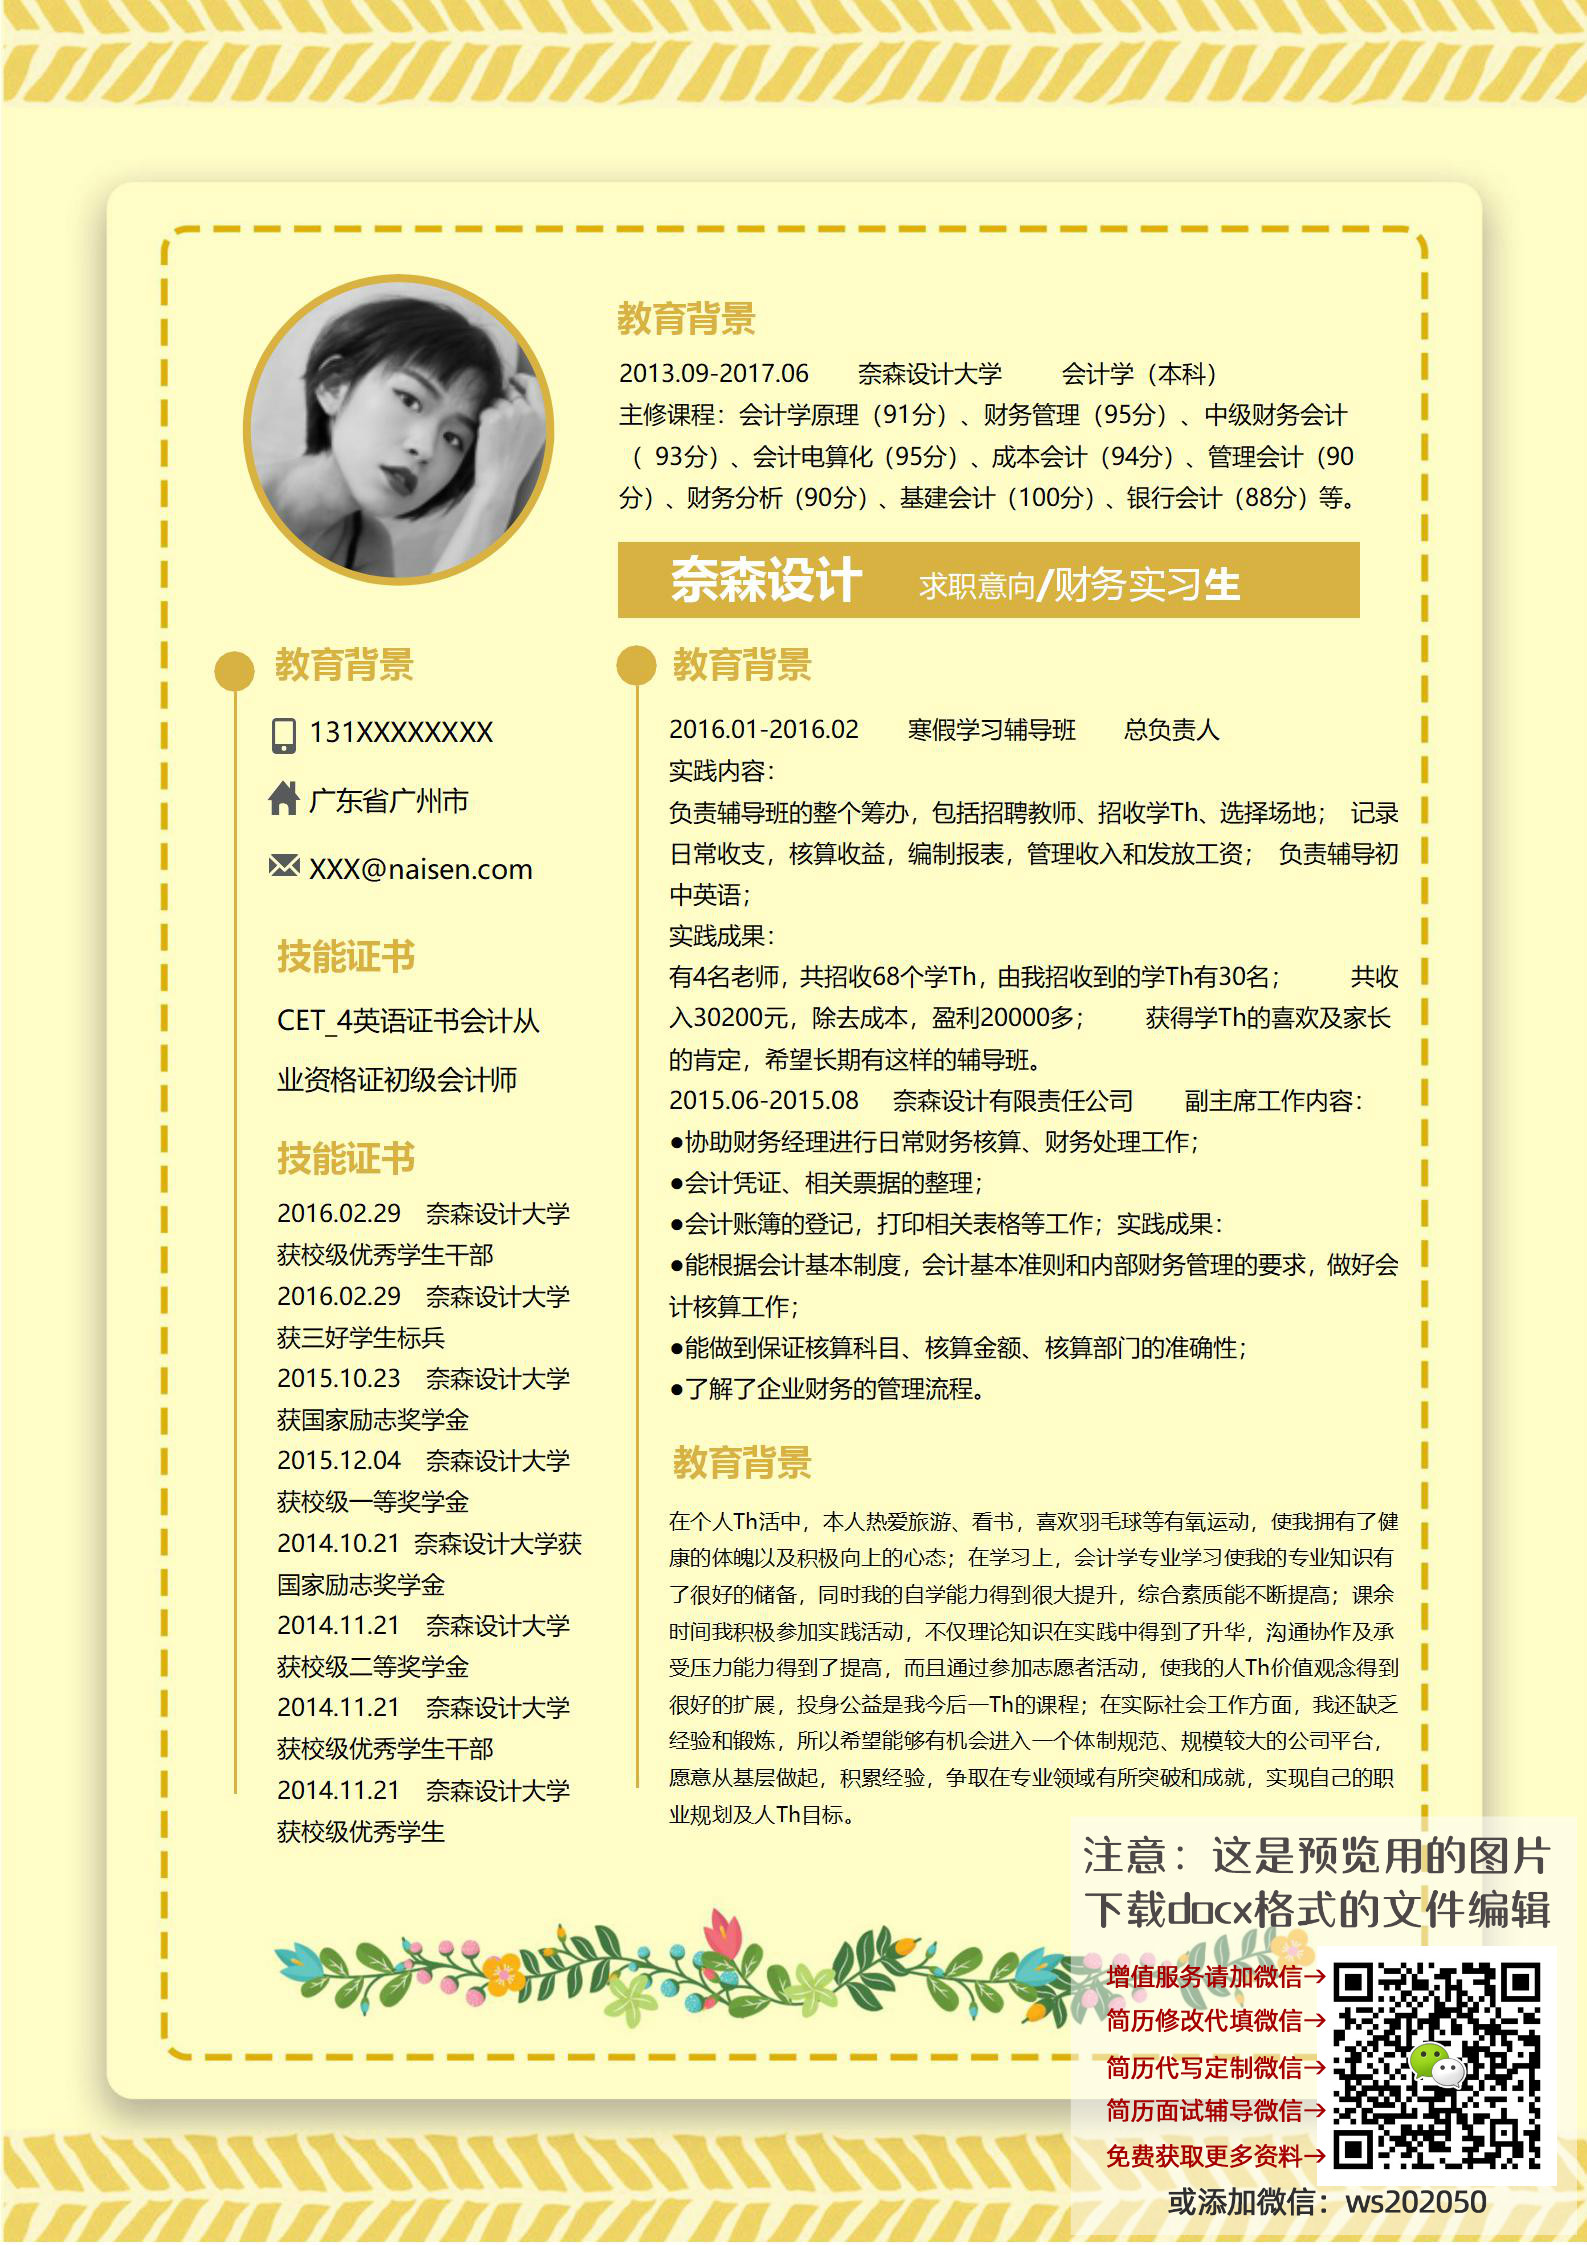 教育背景
2013.09-2017.06 奈森设计大学 会计学（本科）
主修课程：会计学原理（91分）、财务管理（95分）、中级财务会计
（ 93分）、会计电算化（95分）、成本会计（94分）、管理会计（90
分）、财务分析（90分）、基建会计（100分）、银行会计（88分）等。
奈森设计 求职意向/财务实习生
教育背景
131XXXXXXXX
广东省广州市
XXX@naisen.com
技能证书
CET_4英语证书会计从
业资格证初级会计师
技能证书
2016.02.29 奈森设计大学
获校级优秀学生干部
2016.02.29 奈森设计大学
获三好学生标兵
2015.10.23 奈森设计大学
获国家励志奖学金
2015.12.04 奈森设计大学
获校级一等奖学金
2014.10.21 奈森设计大学获
国家励志奖学金
2014.11.21 奈森设计大学
获校级二等奖学金
2014.11.21 奈森设计大学
获校级优秀学生干部
2014.11.21 奈森设计大学
获校级优秀学生
教育背景
2016.01-2016.02 寒假学习辅导班 总负责人
实践内容：
负责辅导班的整个筹办，包括招聘教师、招收学Th、选择场地； 记录
日常收支，核算收益，编制报表，管理收入和发放工资； 负责辅导初
中英语；
实践成果：
有4名老师，共招收68个学Th，由我招收到的学Th有30名； 共收
入30200元，除去成本，盈利20000多； 获得学Th的喜欢及家长
的肯定，希望长期有这样的辅导班。
2015.06-2015.08 奈森设计有限责任公司 副主席工作内容：
●协助财务经理进行日常财务核算、财务处理工作；
●会计凭证、相关票据的整理；
●会计账簿的登记，打印相关表格等工作；实践成果：
●能根据会计基本制度，会计基本准则和内部财务管理的要求，做好会
计核算工作；
●能做到保证核算科目、核算金额、核算部门的准确性；
●了解了企业财务的管理流程。
教育背景
在个人Th活中，本人热爱旅游、看书，喜欢羽毛球等有氧运动，使我拥有了健
康的体魄以及积极向上的心态；在学习上，会计学专业学习使我的专业知识有
了很好的储备，同时我的自学能力得到很大提升，综合素质能不断提高；课余
时间我积极参加实践活动，不仅理论知识在实践中得到了升华，沟通协作及承
受压力能力得到了提高，而且通过参加志愿者活动，使我的人Th价值观念得到
很好的扩展，投身公益是我今后一Th的课程；在实际社会工作方面，我还缺乏
经验和锻炼，所以希望能够有机会进入一个体制规范、规模较大的公司平台，
愿意从基层做起，积累经验，争取在专业领域有所突破和成就，实现自己的职
业规划及人Th目标。
注意：这是预览用的图片
下载docx格式的文件编辑
增值服务请加微信→
简历修改代填微信→
简历代写定制微信→
简历面试辅导微信→
免费获取更多资料→
或添加微信：ws202050